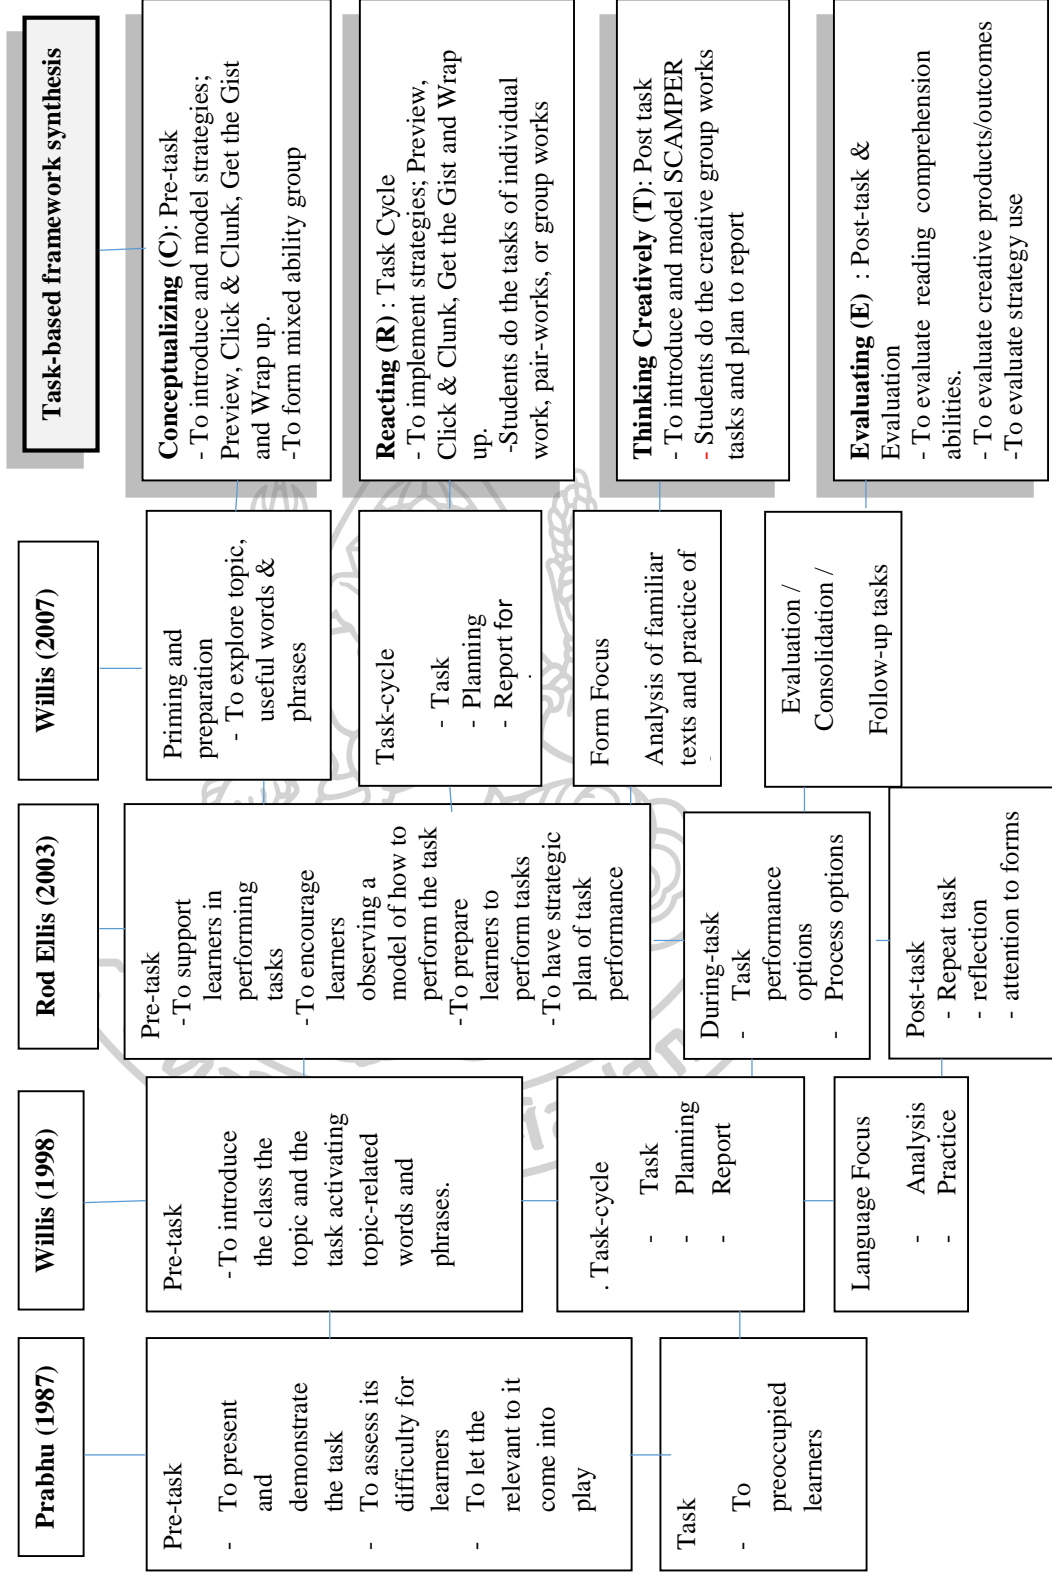 Prabhu (1987)
Pre-task
- To present
and
demonstrate
the task
- To assess its
difficulty for
learners
- To let the
relevant to it
come into
play
Task
- To
preoccupied
learners
Willis (1998)
Pre-task
- To introduce
the class the
topic and the
task activating
topic-related
words and
phrases.
. Task-cycle
- Task
- Planning
- Report
Language Focus
- Analysis
- Practice
Rod Ellis (2003)
Pre-task
- To support
learners in
performing
tasks
- To encourage
learners
observing a
model of how to
perform the task
- To prepare
learners to
perform tasks
- To have strategic
plan of task
performance
During-task
- Task
performance
options
- Process options
Post-task
- Repeat task
- reflection
- attention to forms
Willis (2007)
Priming and
preparation
- To explore topic,
useful words &
phrases
Task-cycle
- Task
- Planning
- Report for
Form Focus
Analysis of familiar
texts and practice of
Evaluation /
Consolidation /
Follow-up tasks
Task-based framework synthesis
Conceptualizing (C): Pre-task
- To introduce and model strategies;
Preview, Click & Clunk, Get the Gist
and Wrap up.
-To form mixed ability group
Reacting (R) : Task Cycle
- To implement strategies; Preview,
Click & Clunk, Get the Gist and Wrap
up.
-Students do the tasks of individual
work, pair-works, or group works
Thinking Creatively (T): Post task
- To introduce and model SCAMPER
- Students do the creative group works
tasks and plan to report
Evaluating (E) : Post-task &
Evaluation
- To evaluate reading comprehension
abilities.
- To evaluate creative products/outcomes
-To evaluate strategy use